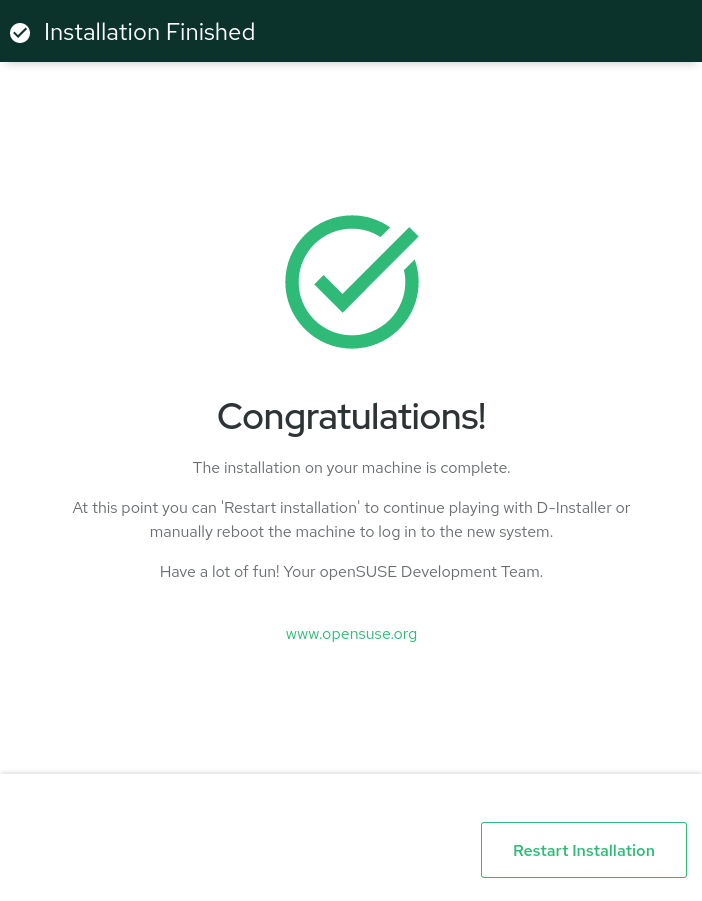 Installation Finished
Congratulations!
The installation on your machine is complete.
At this point you can 'Restart installation' to continue playing with D-Installer or
manually reboot the machine to log in to the new system.
Have a lot of fun! Your openSUSE Development Team.
www.opensuse.org
Restart Installation